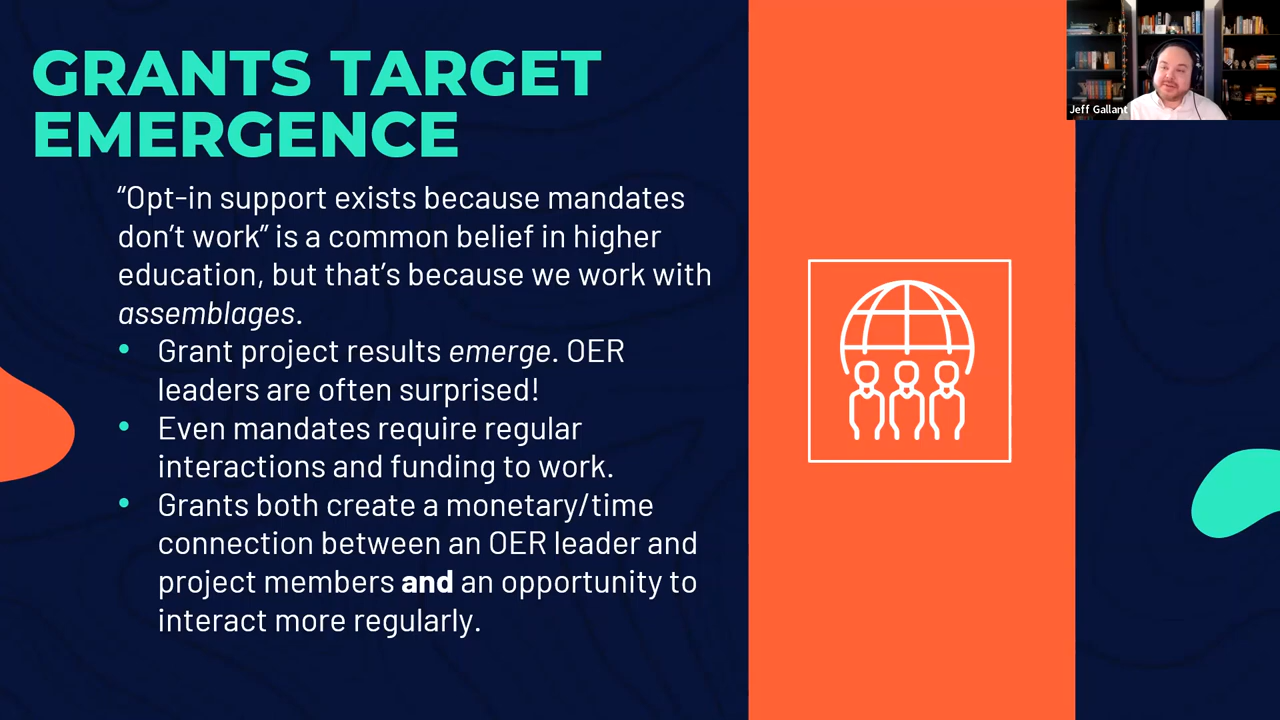 GRANTS TARGET
EMERGENCE
“Opt-in support exists because mandates
don’t work” is a common belief in higher
education, but that’s because we work with
assemblages.
• Grant project results emerge. OER
leaders are often surprised!
• Even mandates require regular
interactions and funding to work.
• Grants both create a monetary/time
connection between an OER leader and
project members and an opportunity to
interact more regularly.
Jeff Gallant